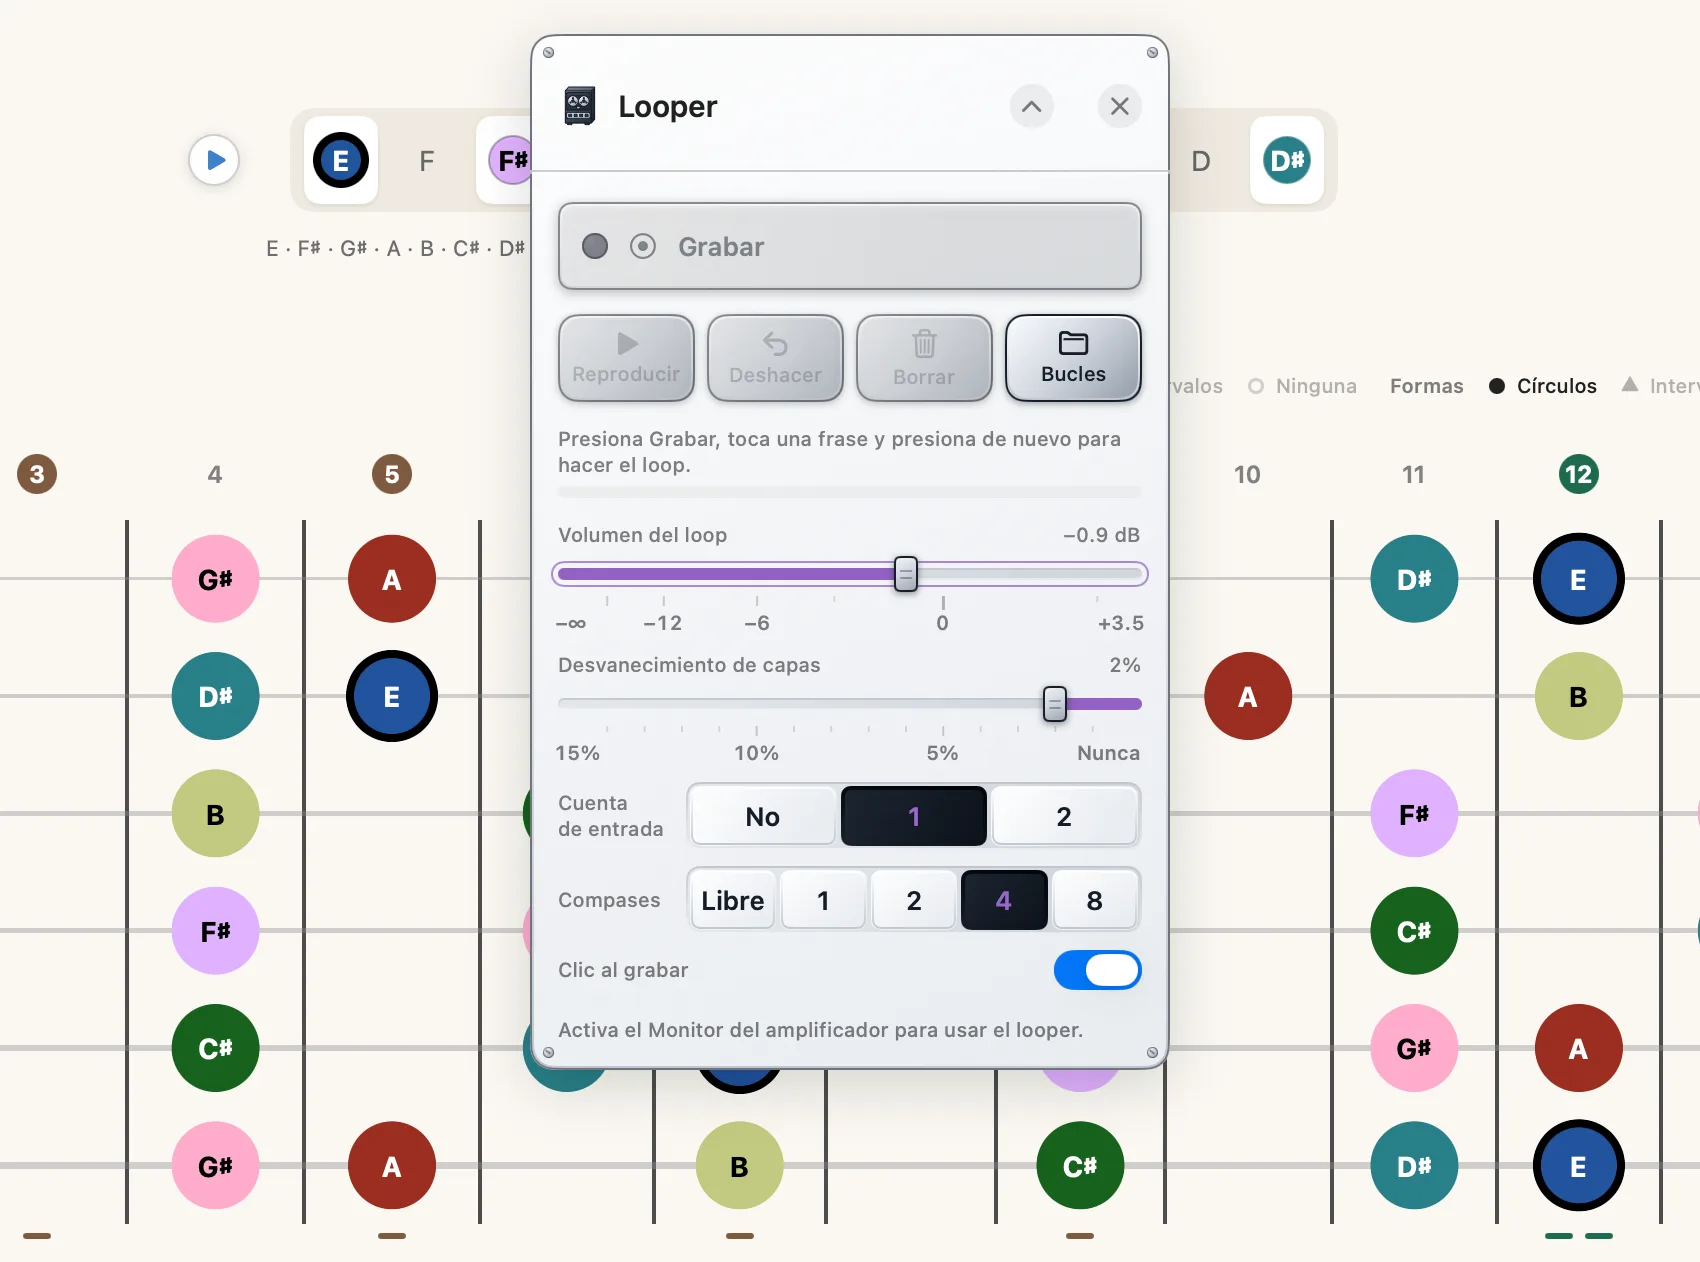 Looper
E F F# D D#
E · F# · G# · A · B · C# · D#
Grabar
Reproducir Deshacer Borrar Bucles
Ninguna Formas Círculos
Presiona Grabar, toca una frase y presiona de nuevo para
hacer el loop.
3 4 5 10 11 12
Volumen del loop −0.9 dB
−∞ −12 −6 0 +3.5
G# A D# E
Desvanecimiento de capas 2%
D# E A B
15% 10% 5% Nunca
Cuenta
de entrada
No 1 2
B F#
Compases Libre 1 2 4 8
F# C#
Clic al grabar
Activa el Monitor del amplificador para usar el looper.
C# G# A
G# A B C# D# E